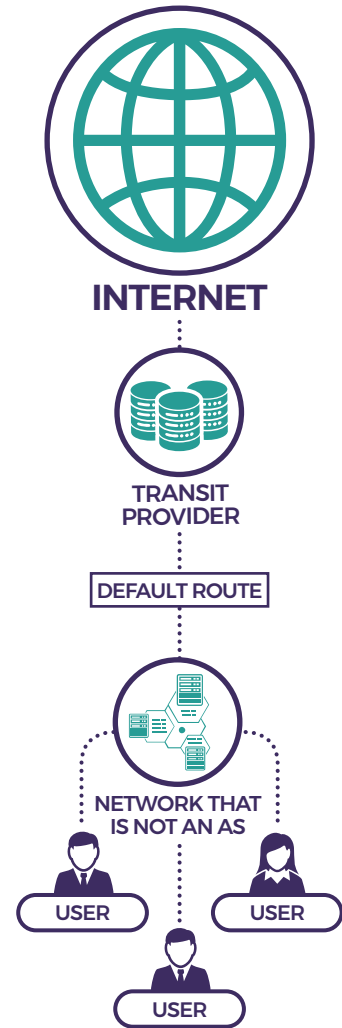 INTERNET
TRANSIT
PROVIDER
DEFAULT ROUTE
NETWORK THAT
IS NOT AN AS
USER
USER
USER